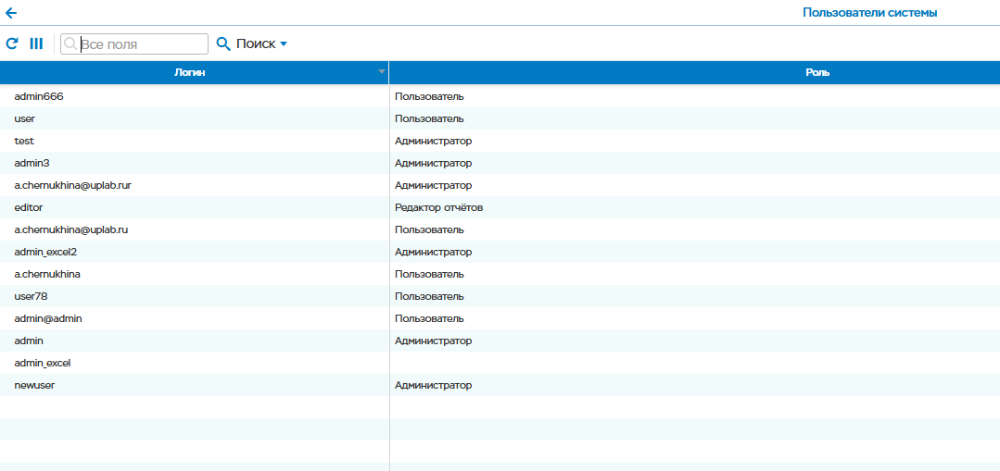 Пользователи системы
Все поля Поиск
Логин Роль
admin666 Пользователь
user Пользователь
test Администратор
admin3 Администратор
a.chernukhina@uplab.rur Администратор
editor Редактор отчётов
a.chernukhina@uplab.ru Пользователь
admin_excel2 Администратор
a.chernukhina Пользователь
user78 Пользователь
admin@admin Пользователь
admin Администратор
admin_excel
newuser Администратор